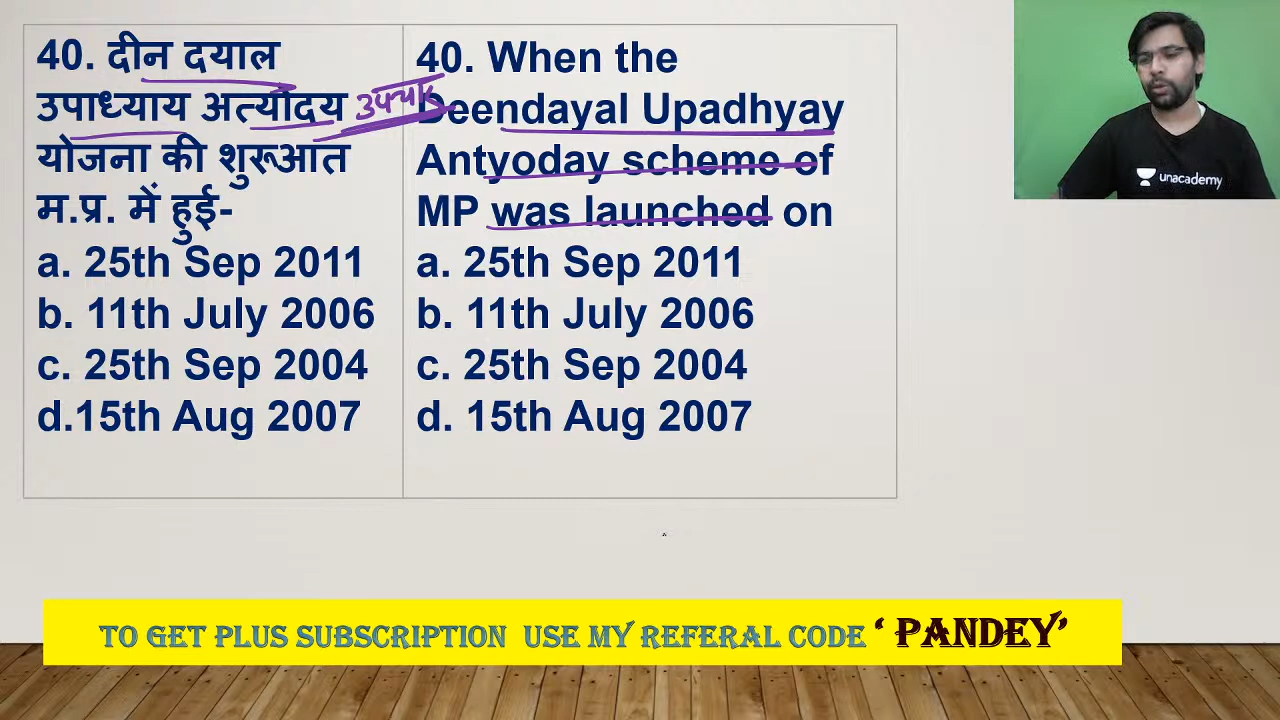 40. दीन दयाल
उपाध्याय अत्योदय
योजना की शुरूआत
म.प्र. में हुई-
a. 25th Sep 2011
b. 11th July 2006
c. 25th Sep 2004
d.15th Aug 2007
40. When the
Deendayal Upadhyay
Antyoday scheme of
MP was launched on
a. 25th Sep 2011
b. 11th July 2006
c. 25th Sep 2004
d. 15th Aug 2007
unacademy
TO GET PLUS SUBSCRIPTION USE MY REFERAL CODE ‘ PANDEY’